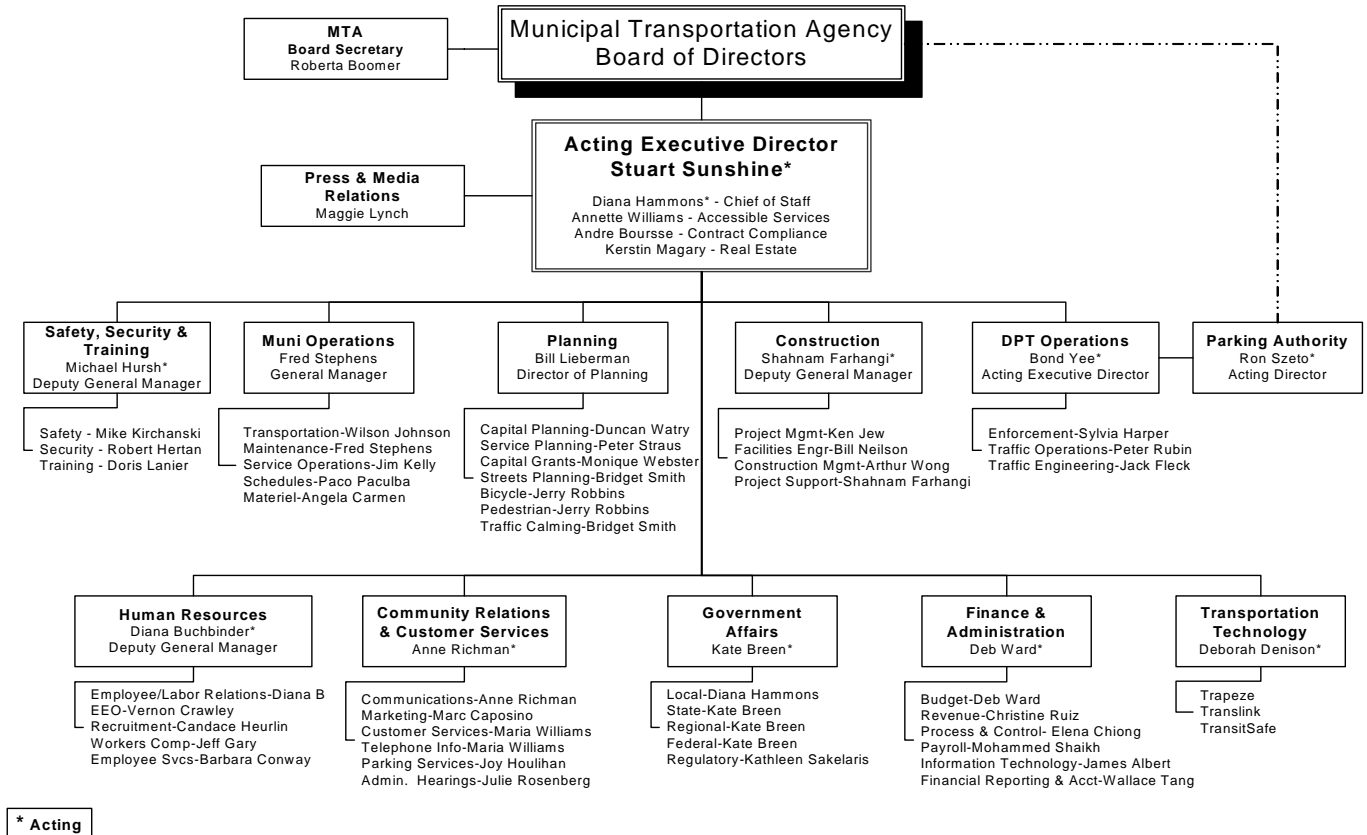 MTA
Board Secretary
Roberta Boomer
Municipal Transportation Agency
Board of Directors
Press & Media
Relations
Maggie Lynch
Acting Executive Director
Stuart Sunshine*
Diana Hammons* - Chief of Staff
Annette Williams - Accessible Services
Andre Boursse - Contract Compliance
Kerstin Magary - Real Estate
Safety, Security &
Training
Michael Hursh*
Deputy General Manager
Safety - Mike Kirchanski
Security - Robert Hertan
Training - Doris Lanier
Muni Operations
Fred Stephens
General Manager
Transportation-Wilson Johnson
Maintenance-Fred Stephens
Service Operations-Jim Kelly
Schedules-Paco Paculba
Materiel-Angela Carmen
Planning
Bill Lieberman
Director of Planning
Capital Planning-Duncan Watry
Service Planning-Peter Straus
Capital Grants-Monique Webster
Streets Planning-Bridget Smith
Bicycle-Jerry Robbins
Pedestrian-Jerry Robbins
Traffic Calming-Bridget Smith
Construction
Shahnam Farhangi*
Deputy General Manager
Project Mgmt-Ken Jew
Facilities Engr-Bill Neilson
Construction Mgmt-Arthur Wong
Project Support-Shahnam Farhangi
DPT Operations
Bond Yee*
Acting Executive Director
Enforcement-Sylvia Harper
Traffic Operations-Peter Rubin
Traffic Engineering-Jack Fleck
Parking Authority
Ron Szeto*
Acting Director
Human Resources
Diana Buchbinder*
Deputy General Manager
Employee/Labor Relations-Diana B
EEO-Vernon Crawley
Recruitment-Candace Heurlin
Workers Comp-Jeff Gary
Employee Svcs-Barbara Conway
Community Relations
& Customer Services
Anne Richman*
Communications-Anne Richman
Marketing-Marc Caposino
Customer Services-Maria Williams
Telephone Info-Maria Williams
Parking Services-Joy Houlihan
Admin. Hearings-Julie Rosenberg
Government
Affairs
Kate Breen*
Local-Diana Hammons
State-Kate Breen
Regional-Kate Breen
Federal-Kate Breen
Regulatory-Kathleen Sakelaris
Finance &
Administration
Deb Ward*
Budget-Deb Ward
Revenue-Christine Ruiz
Process & Control- Elena Chiong
Payroll-Mohammed Shaikh
Information Technology-James Albert
Financial Reporting & Acct-Wallace Tang
Transportation
Technology
Deborah Denison*
Trapeze
Translink
TransitSafe
* Acting